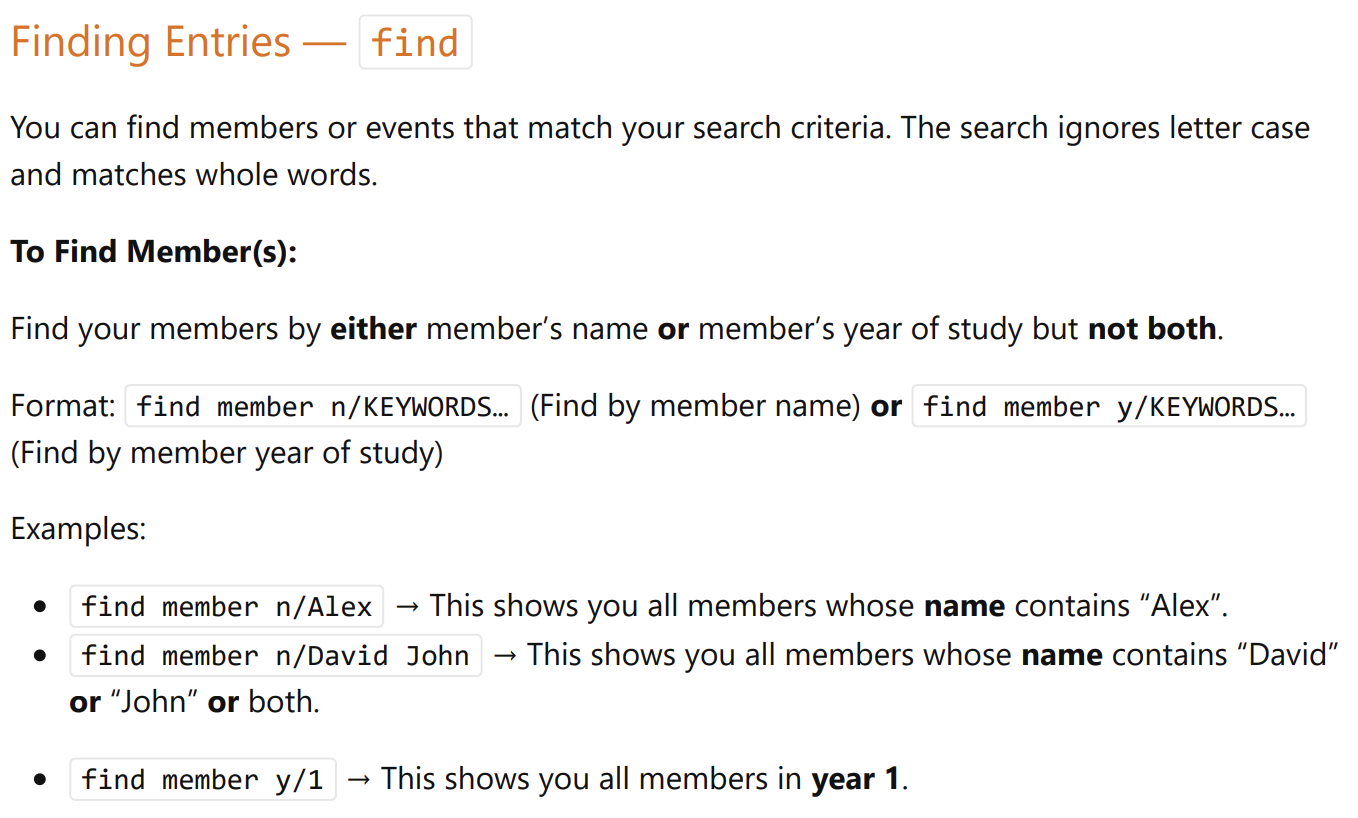 Finding Entries — find
You can find members or events that match your search criteria. The search ignores letter case
and matches whole words.
To Find Member(s):
Find your members by either member’s name or member’s year of study but not both.
Format: find member n/KEYWORDS… (Find by member name) or find member y/KEYWORDS…
(Find by member year of study)
Examples:
• find member n/Alex → This shows you all members whose name contains “Alex”.
• find member n/David John → This shows you all members whose name contains “David”
or “John” or both.
• find member y/1 → This shows you all members in year 1.